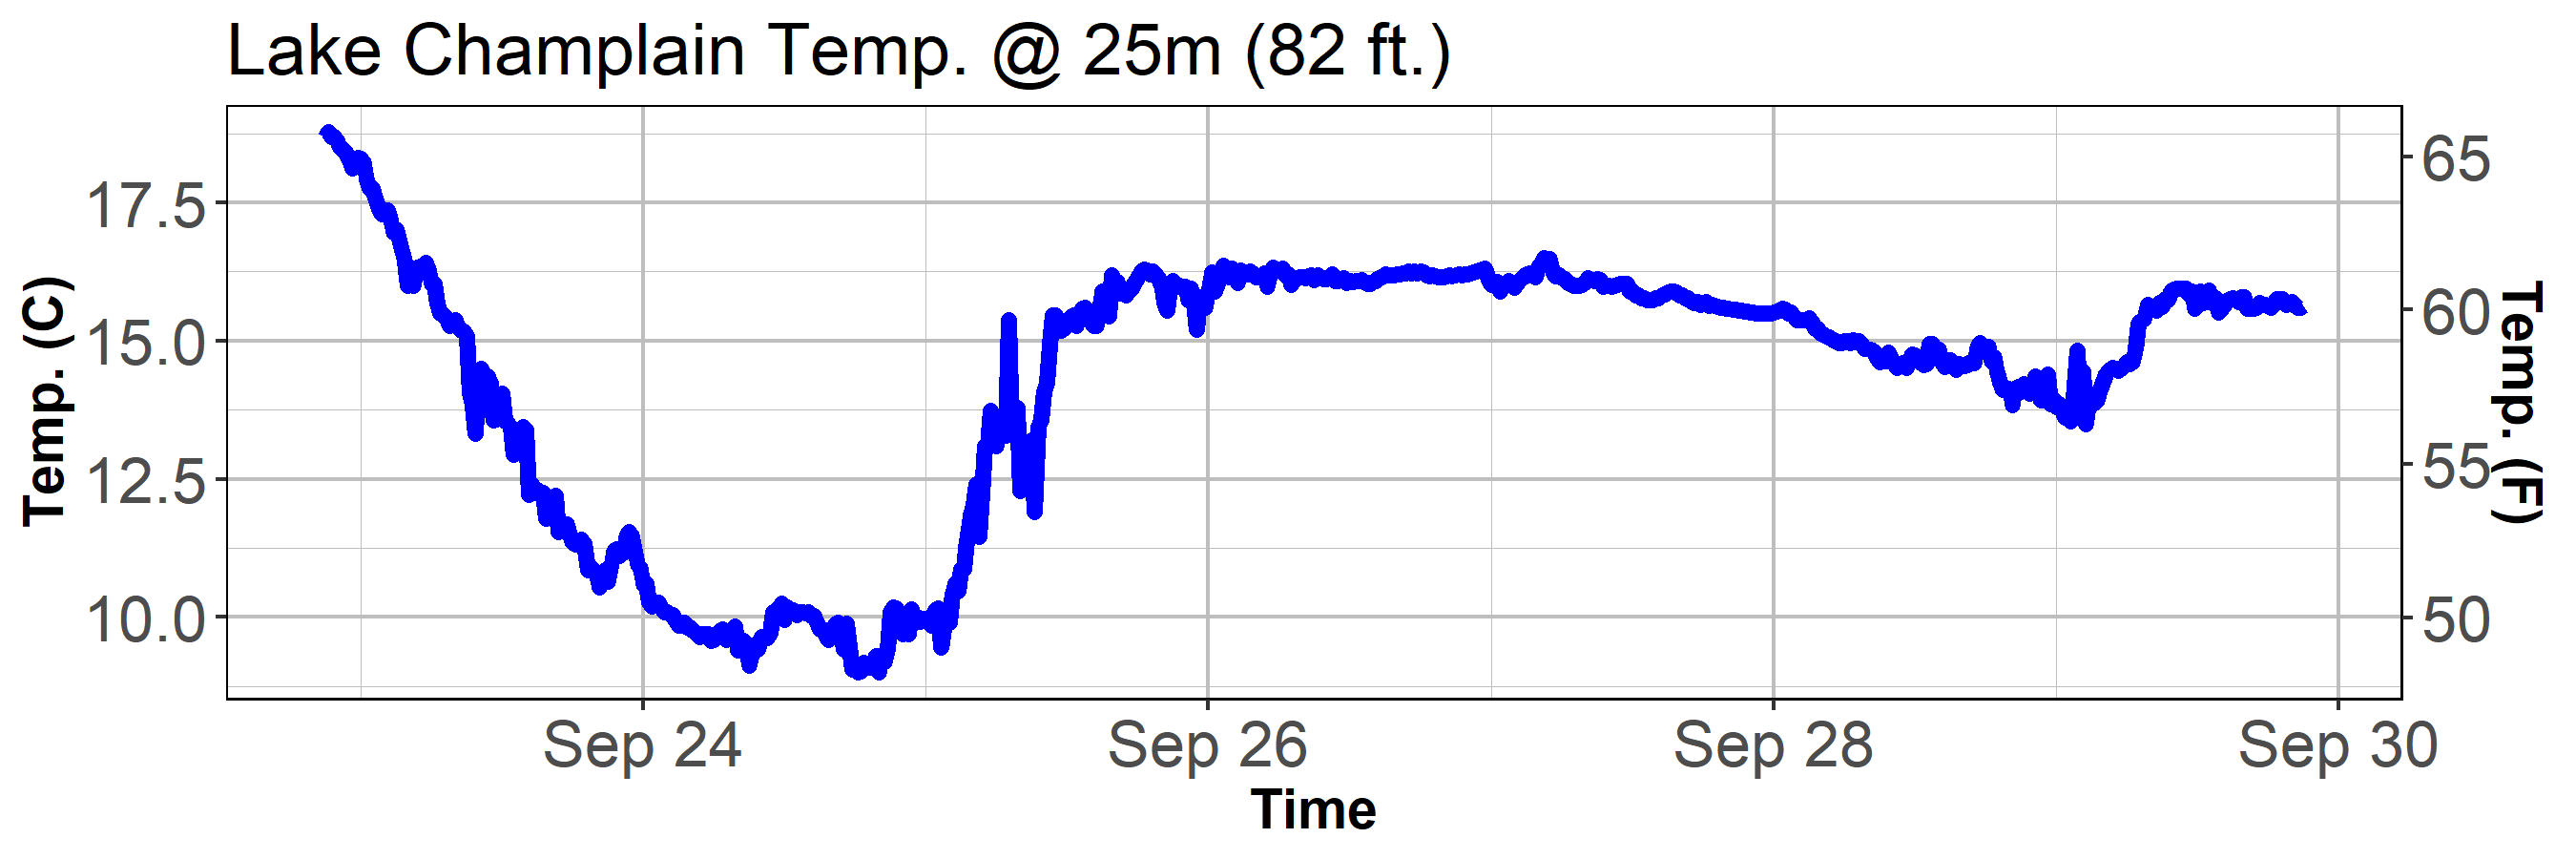 Lake Champlain Temp. @ 25m (82 ft.)
Temp. (C)
17.5
15.0
12.5
10.0
65
60
55
50
Temp. (F)
Sep 24 Sep 26 Sep 28 Sep 30
Time